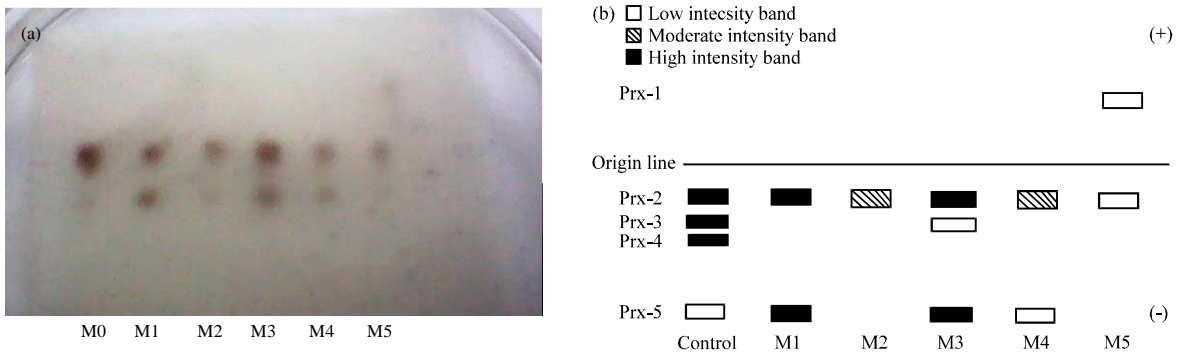 (a)
M0 M1 M2 M3 M4 M5
(b)
Low intecsity band
Moderate intensity band
High intensity band
(+)
Prx-1
Origin line
Prx-2
Prx-3
Prx-4
Prx-5
(-)
Control M1 M2 M3 M4 M5